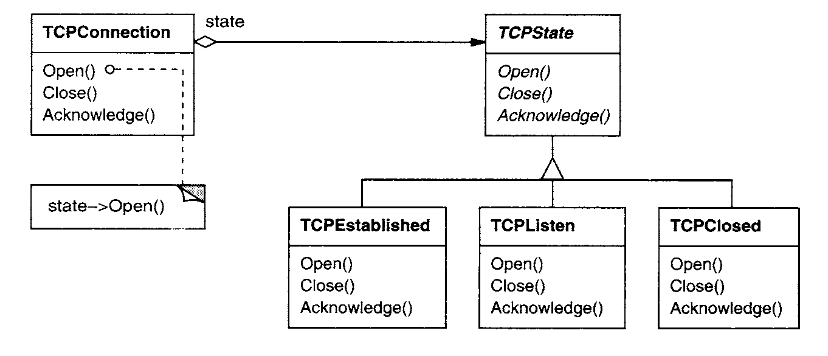 state
TCPConnection
Open()
Close()
Acknowledge()
state->Open()
TCPState
Open()
Close()
Acknowledge()
TCPEstablished
Open()
Close()
Acknowledge()
TCPListen
Open()
Close()
Acknowledge()
TCPClosed
Open()
Close()
Acknowledge()